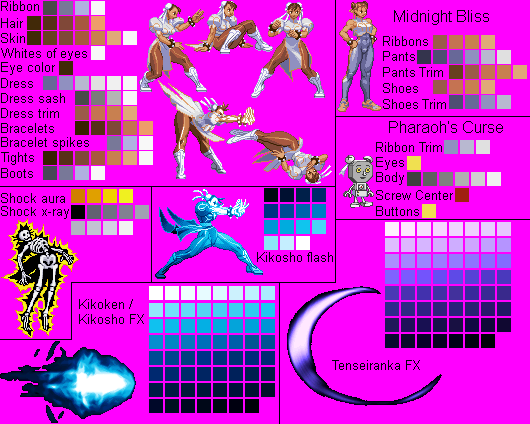 Ribbon
Hair
Skin
Whites of eyes
Eye color
Dress
Dress sash
Dress trim
Bracelets
Bracelet spikes
Tights
Boots
Midnight Bliss
Ribbons
Pants
Pants Trim
Shoes
Shoes Trim
Pharaoh's Curse
Ribbon Trim
Eyes
Body
Screw Center
Buttons
Shock aura
Shock x-ray
Kikosho flash
Kikoken /
Kikosho FX
Tenseiranka FX